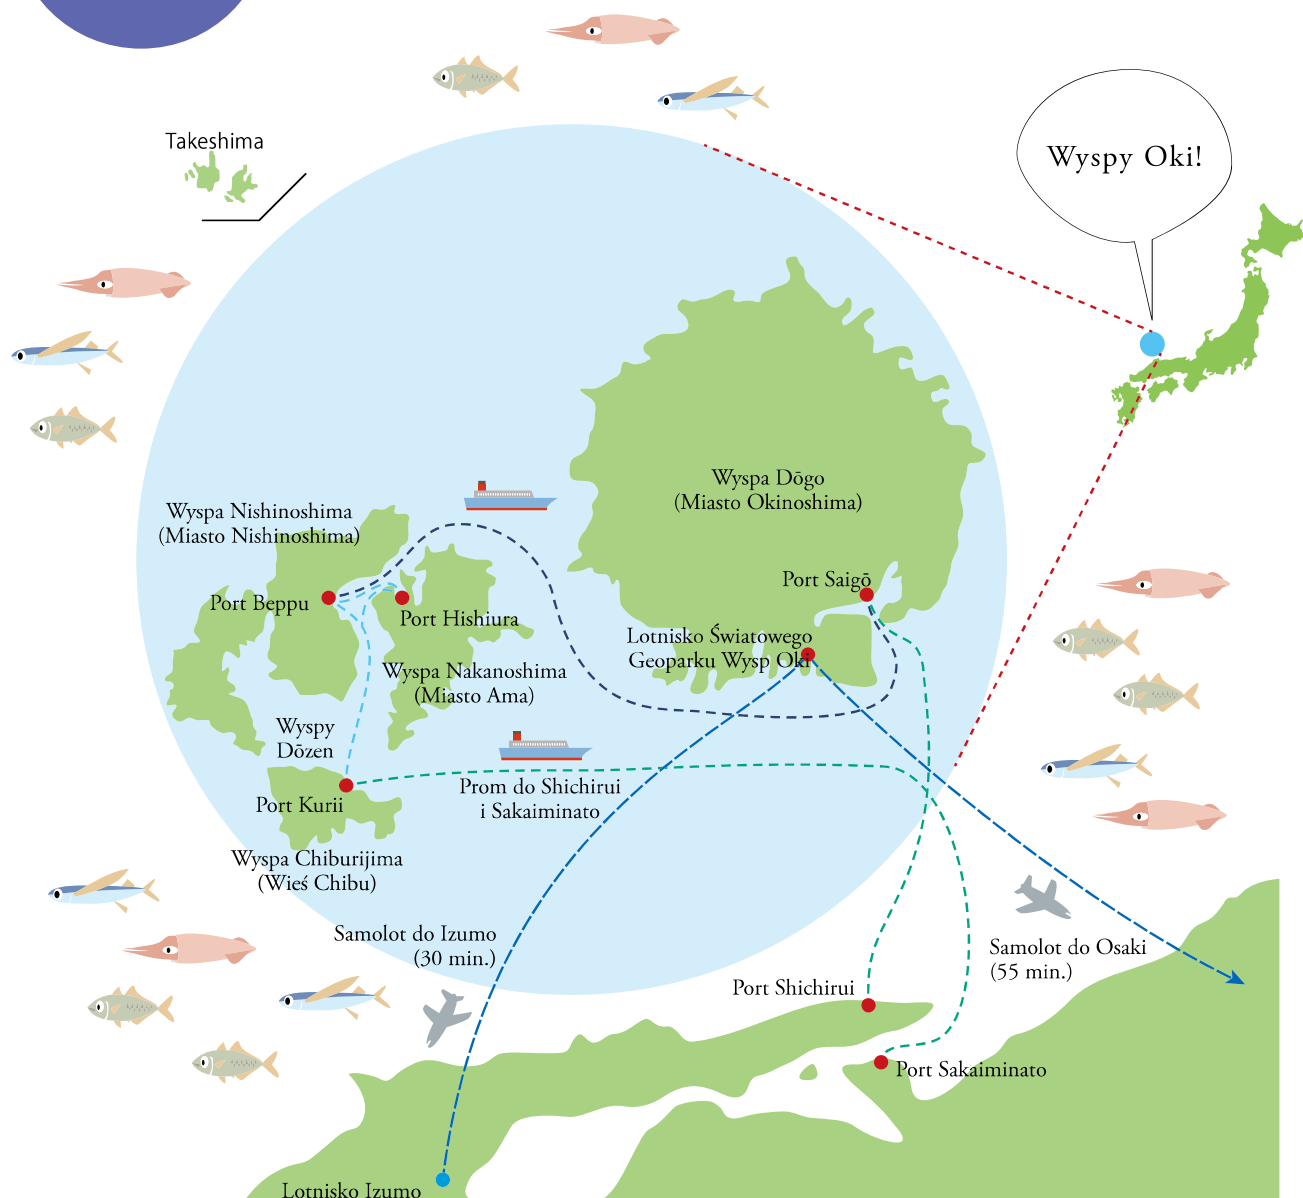 Takeshima
Wyspy Oki!
Wyspa Dōgo
(Miasto Okinoshima)
Wyspa Nishinoshima
(Miasto Nishinoshima)
Port Saigō
Port Beppu
Port Hishiura
Lotnisko Światowego
Geoparku Wysp Oki
Wyspa Nakanoshima
(Miasto Ama)
Wyspy
Dōzen
Port Kurii
Prom do Shichirui
i Sakaiminato
Wyspa Chiburijima
(Wieś Chibu)
Samolot do Izumo
(30 min.)
Samolot do Osaki
(55 min.)
Port Shichirui
Port Sakaiminato
Lotnisko Izumo